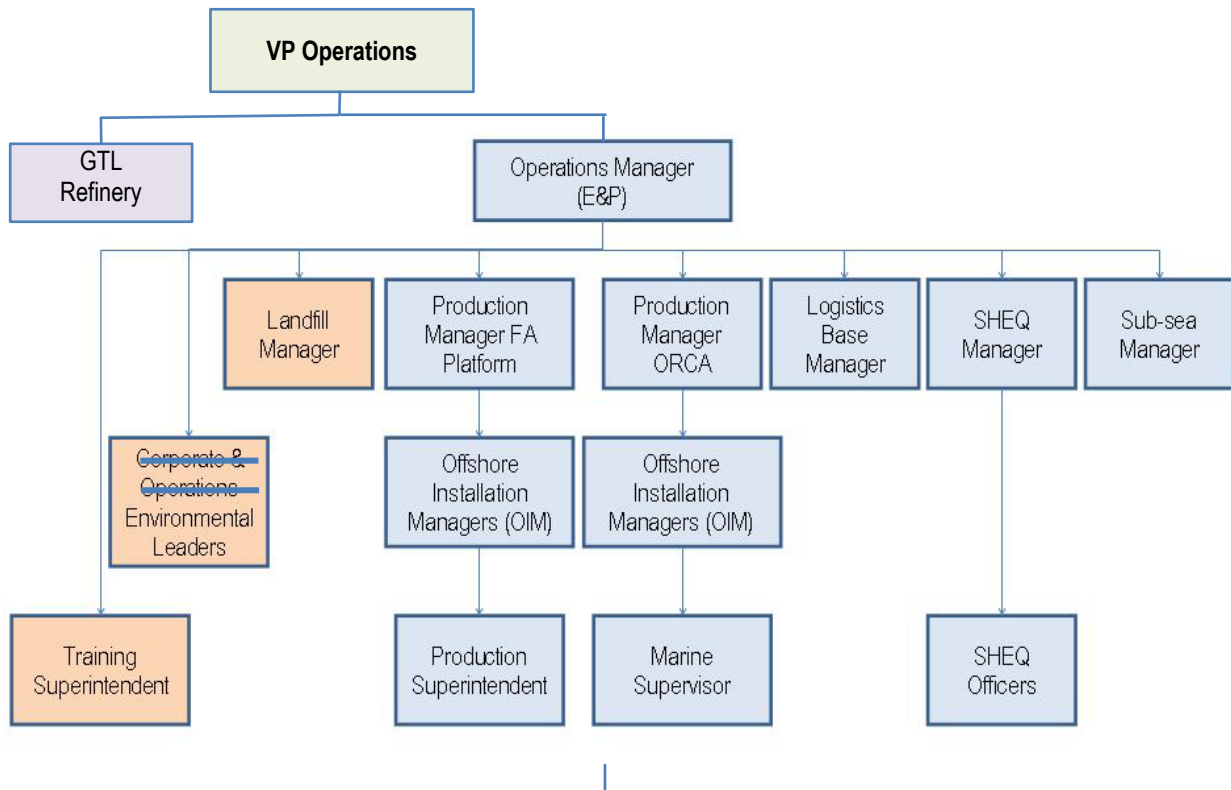 VP Operations
GTL
Refinery
Operations Manager
(E&P)
Landfill
Manager
Production
Manager FA
Platform
Production
Manager
ORCA
Logistics
Base
Manager
SHEQ
Manager
Sub-sea
Manager
Corporate &
Operations
Environmental
Leaders
Offshore
Installation
Managers (OIM)
Offshore
Installation
Managers (OIM)
Training
Superintendent
Production
Superintendent
Marine
Supervisor
SHEQ
Officers